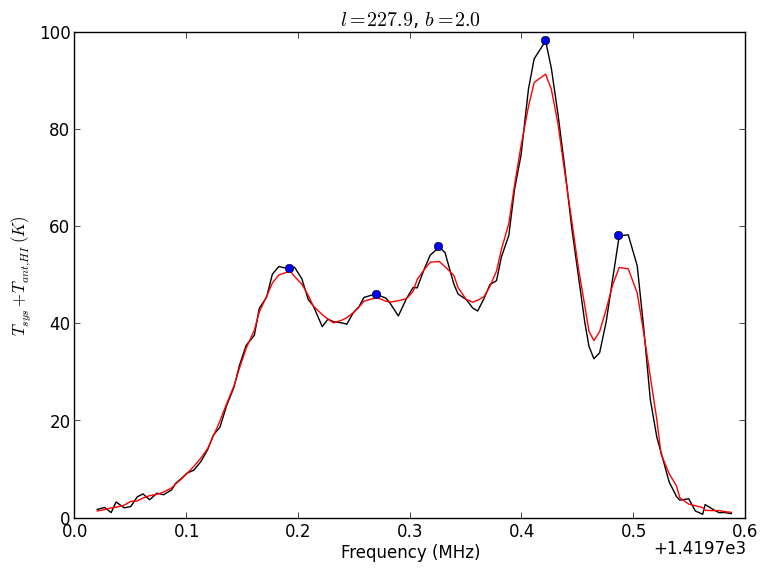 l = 227.9, b = 2.0
100
80
60
40
20
0
T_sys + T_ant,HI (K)
0.0 0.1 0.2 0.3 0.4 0.5 0.6
Frequency (MHz)
+1.4197e3